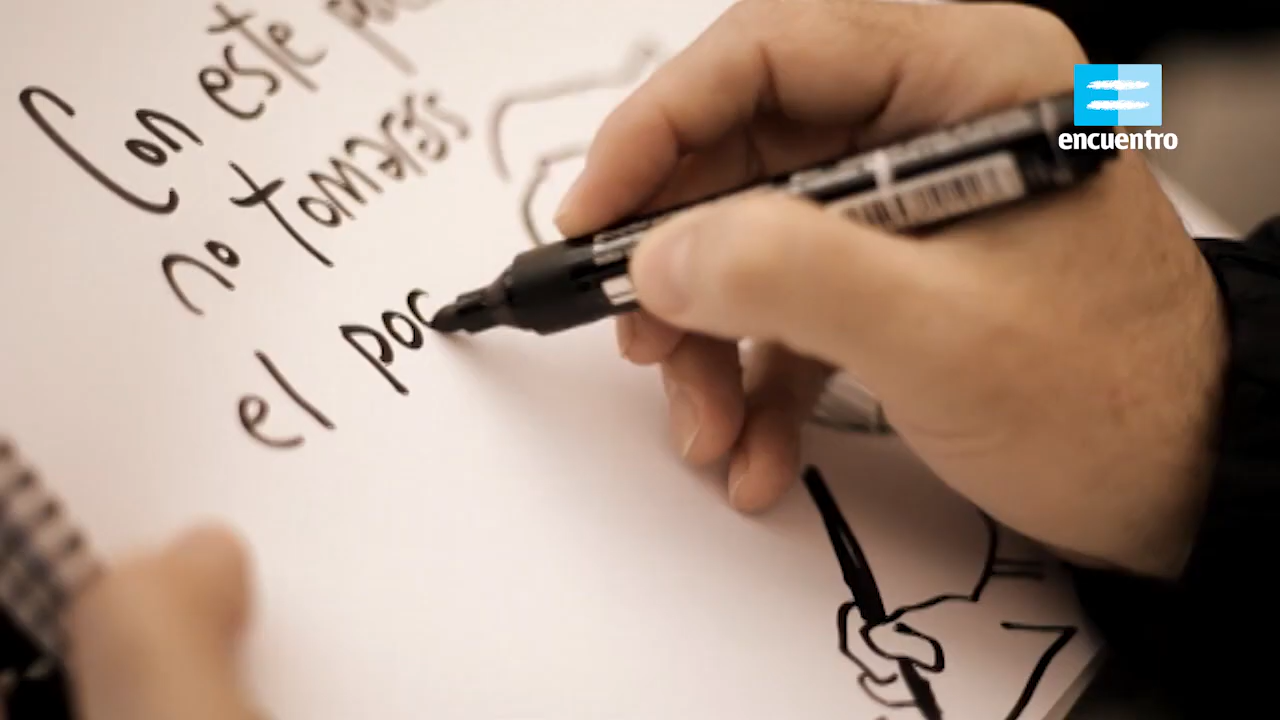 Con este
no tomarás
el poc
encuentro